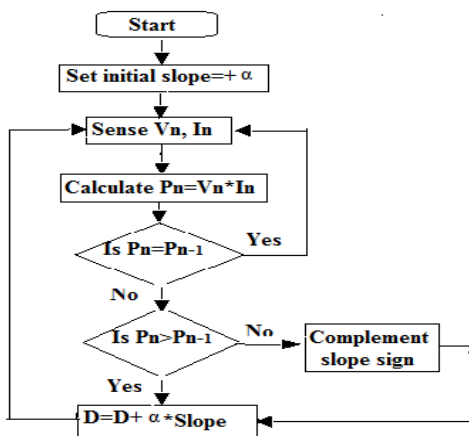 Start
Set initial slope=+α
Sense Vn, In
Calculate Pn=Vn*In
Is Pn=Pn-1
Yes
No
Is Pn>Pn-1
No
Complement
slope sign
Yes
D=D+ α*Slope